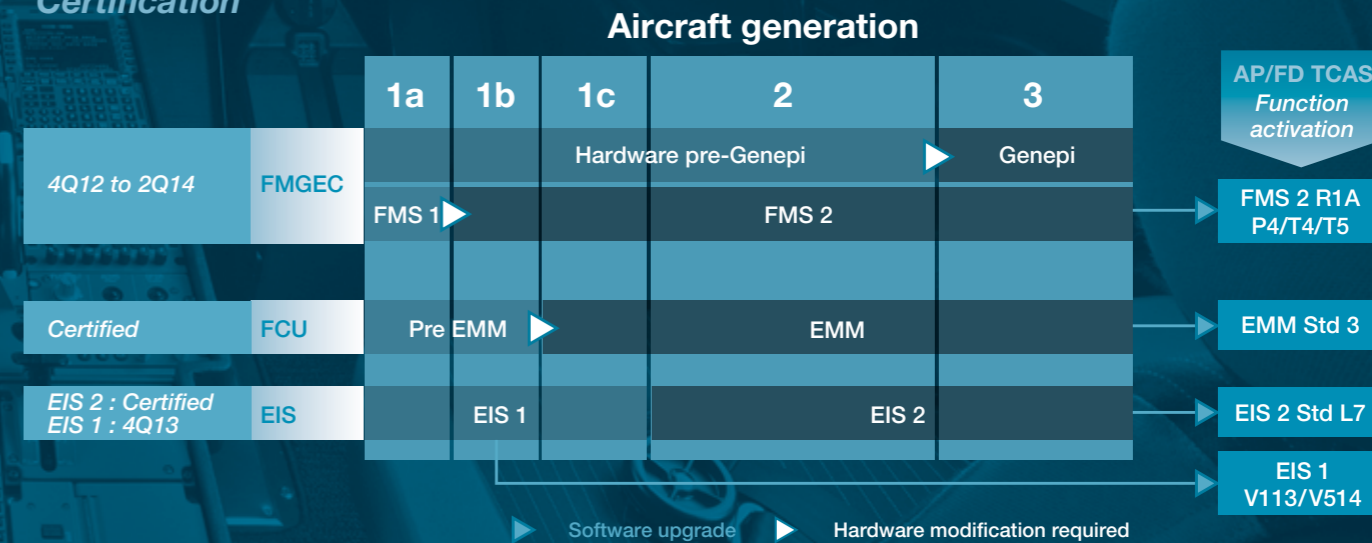 Certification
Aircraft generation
1a 1b 1c 2 3
AP/FD TCAS
Function
activation
Hardware pre-Genepi Genepi
4Q12 to 2Q14 FMGEC
FMS 1 FMS 2
FMS 2 R1A
P4/T4/T5
Certified FCU Pre EMM EMM EMM Std 3
EIS 2 : Certified
EIS 1 : 4Q13
EIS EIS 1 EIS 2 EIS 2 Std L7
EIS 1
V113/V514
Software upgrade Hardware modification required